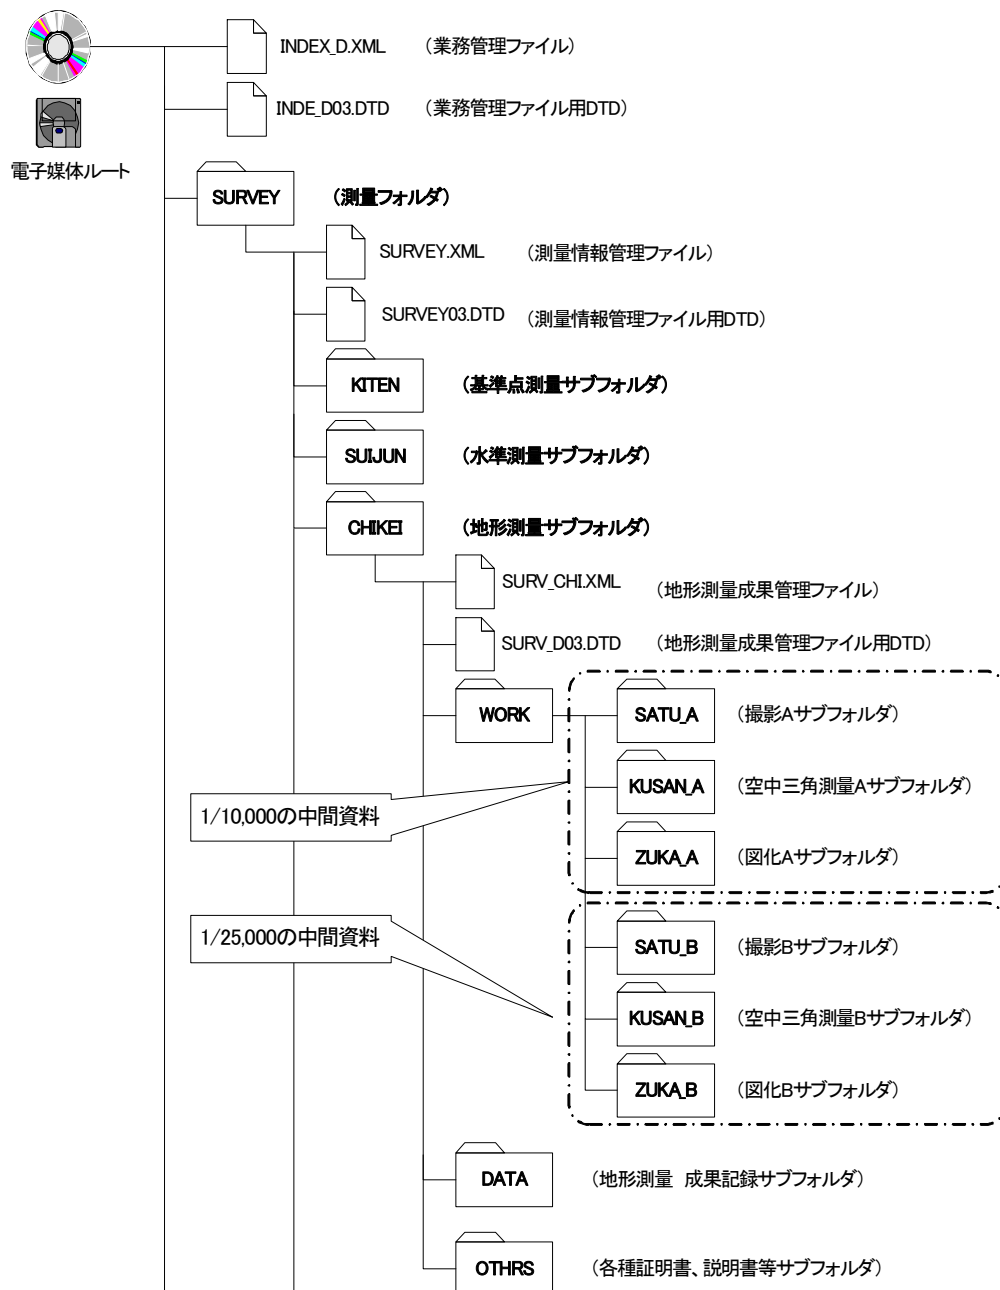 INDEX_D.XML （業務管理ファイル）
INDE_D03.DTD （業務管理ファイル用DTD）
電子媒体ルート
SURVEY （測量フォルダ）
SURVEY.XML （測量情報管理ファイル）
SURVEY03.DTD （測量情報管理ファイル用DTD）
KITEN （基準点測量サブフォルダ）
SUIJUN （水準測量サブフォルダ）
CHIKEI （地形測量サブフォルダ）
SURV_CHI.XML （地形測量成果管理ファイル）
SURV_D03.DTD （地形測量成果管理ファイル用DTD）
WORK SATU_A （撮影Aサブフォルダ）
KUSAN_A （空中三角測量Aサブフォルダ）
1/10,000の中間資料
ZUKA_A （図化Aサブフォルダ）
1/25,000の中間資料
SATU_B （撮影Bサブフォルダ）
KUSAN_B （空中三角測量Bサブフォルダ）
ZUKA_B （図化Bサブフォルダ）
DATA （地形測量 成果記録サブフォルダ）
OTHRS （各種証明書、説明書等サブフォルダ）